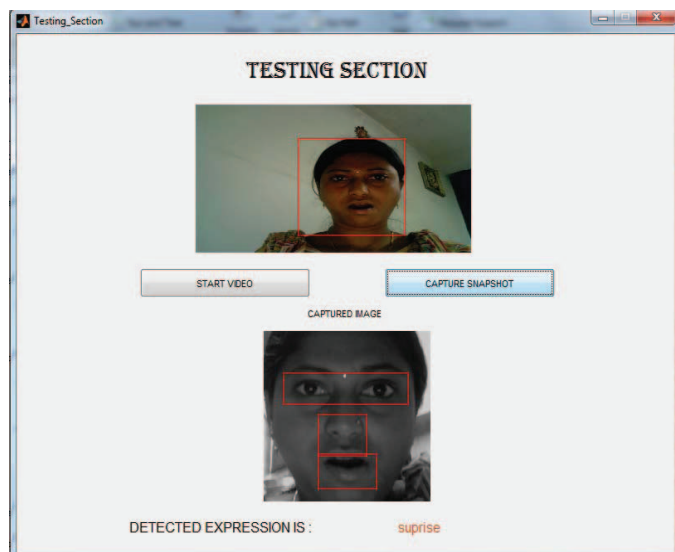 Testing_Section
TESTING SECTION
START VIDEO
CAPTURE SNAPSHOT
CAPTURED IMAGE
DETECTED EXPRESSION IS :
suprise